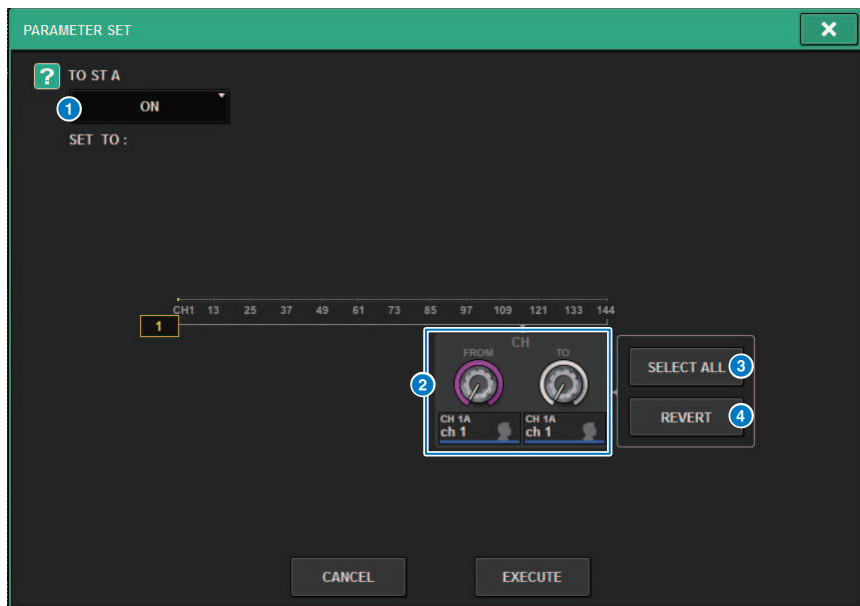 PARAMETER SET
?
TO ST A
1
ON
SET TO :
CH1 13 25 37 49 61 73 85 97 109 121 133 144
1
CH
FROM TO
2
CH 1A CH 1A
ch 1 ch 1
SELECT ALL 3
REVERT 4
CANCEL EXECUTE